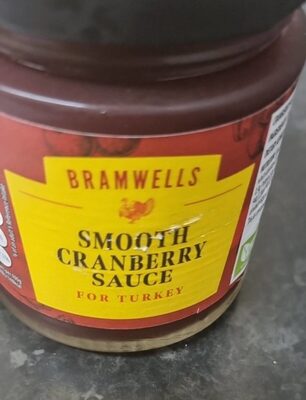 BRAMWELLS
SMOOTH
CRANBERRY
SAUCE
FOR TURKEY